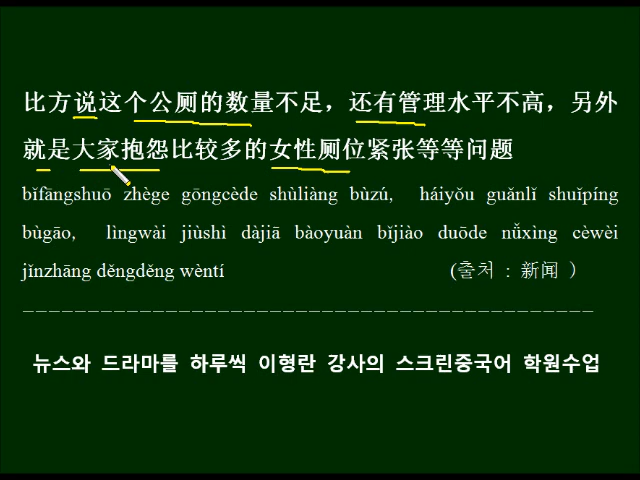 比方说这个公厕的数量不足，还有管理水平不高，另外
就是大家抱怨比较多的女性厕位紧张等等问题
bǐfāngshuō zhège gōngcède shùliàng bùzú, háiyǒu guǎnlǐ shuǐpíng
bùgāo, lìngwài jiùshì dàjiā bàoyuàn bǐjiào duōde nǚxìng cèwèi
jǐnzhāng děngděng wèntí (출처 : 新闻 )
뉴스와 드라마를 하루씩 이형란 강사의 스크린중국어 학원수업